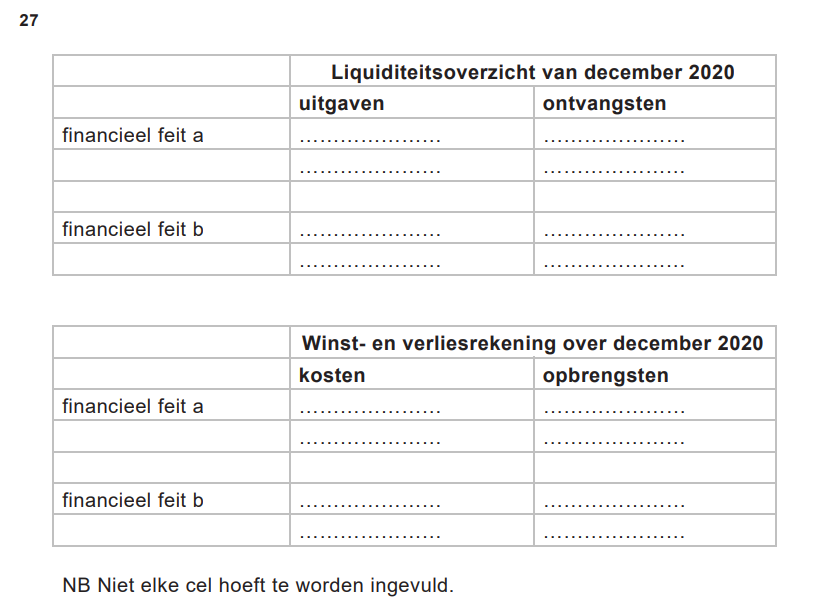 27
Liquiditeitsoverzicht van december 2020
uitgaven ontvangsten
financieel feit a ..................... .....................
..................... .....................
financieel feit b ..................... .....................
..................... .....................
Winst- en verliesrekening over december 2020
kosten opbrengsten
financieel feit a ..................... .....................
..................... .....................
financieel feit b ..................... .....................
..................... .....................
NB Niet elke cel hoeft te worden ingevuld.